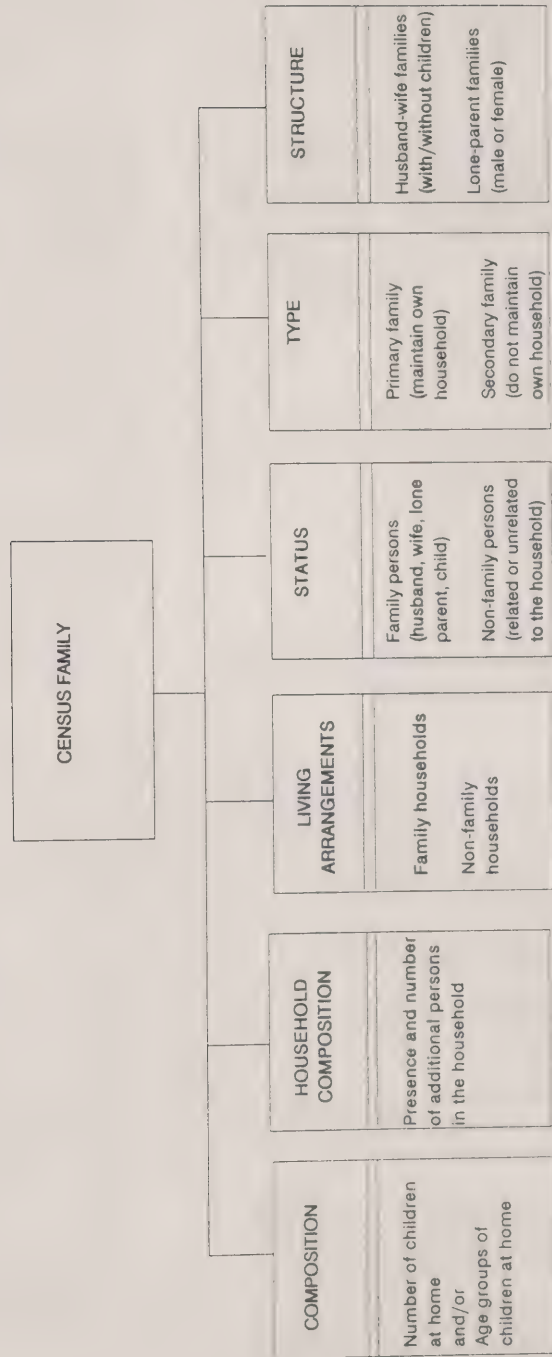 CENSUS FAMILY
COMPOSITION
Number of children
at home
and/or
Age groups of
children at home
HOUSEHOLD
COMPOSITION
Presence and number
of additional persons
in the household
LIVING
ARRANGEMENTS
Family households
Non-family
households
STATUS
Family persons
(husband, wife, lone
parent, child)
Non-family persons
(related or unrelated
to the household)
TYPE
Primary family
(maintain own
household)
Secondary family
(do not maintain
own household)
STRUCTURE
Husband-wife families
(with/without children)
Lone-parent families
(male or female)